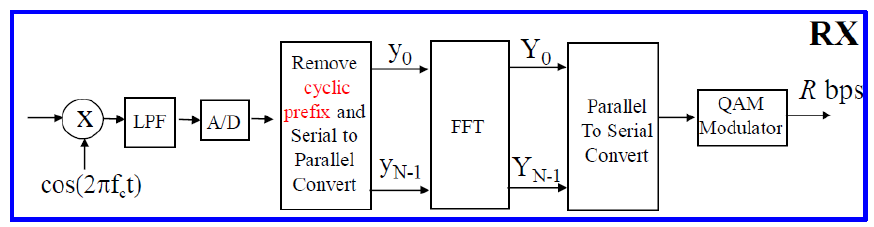 RX
X
cos(2πf_ct)
LPF
A/D
Remove
cyclic
prefix and
Serial to
Parallel
Convert
y_0
y_N-1
FFT
Y_0
Y_N-1
Parallel
To Serial
Convert
QAM
Modulator
R bps